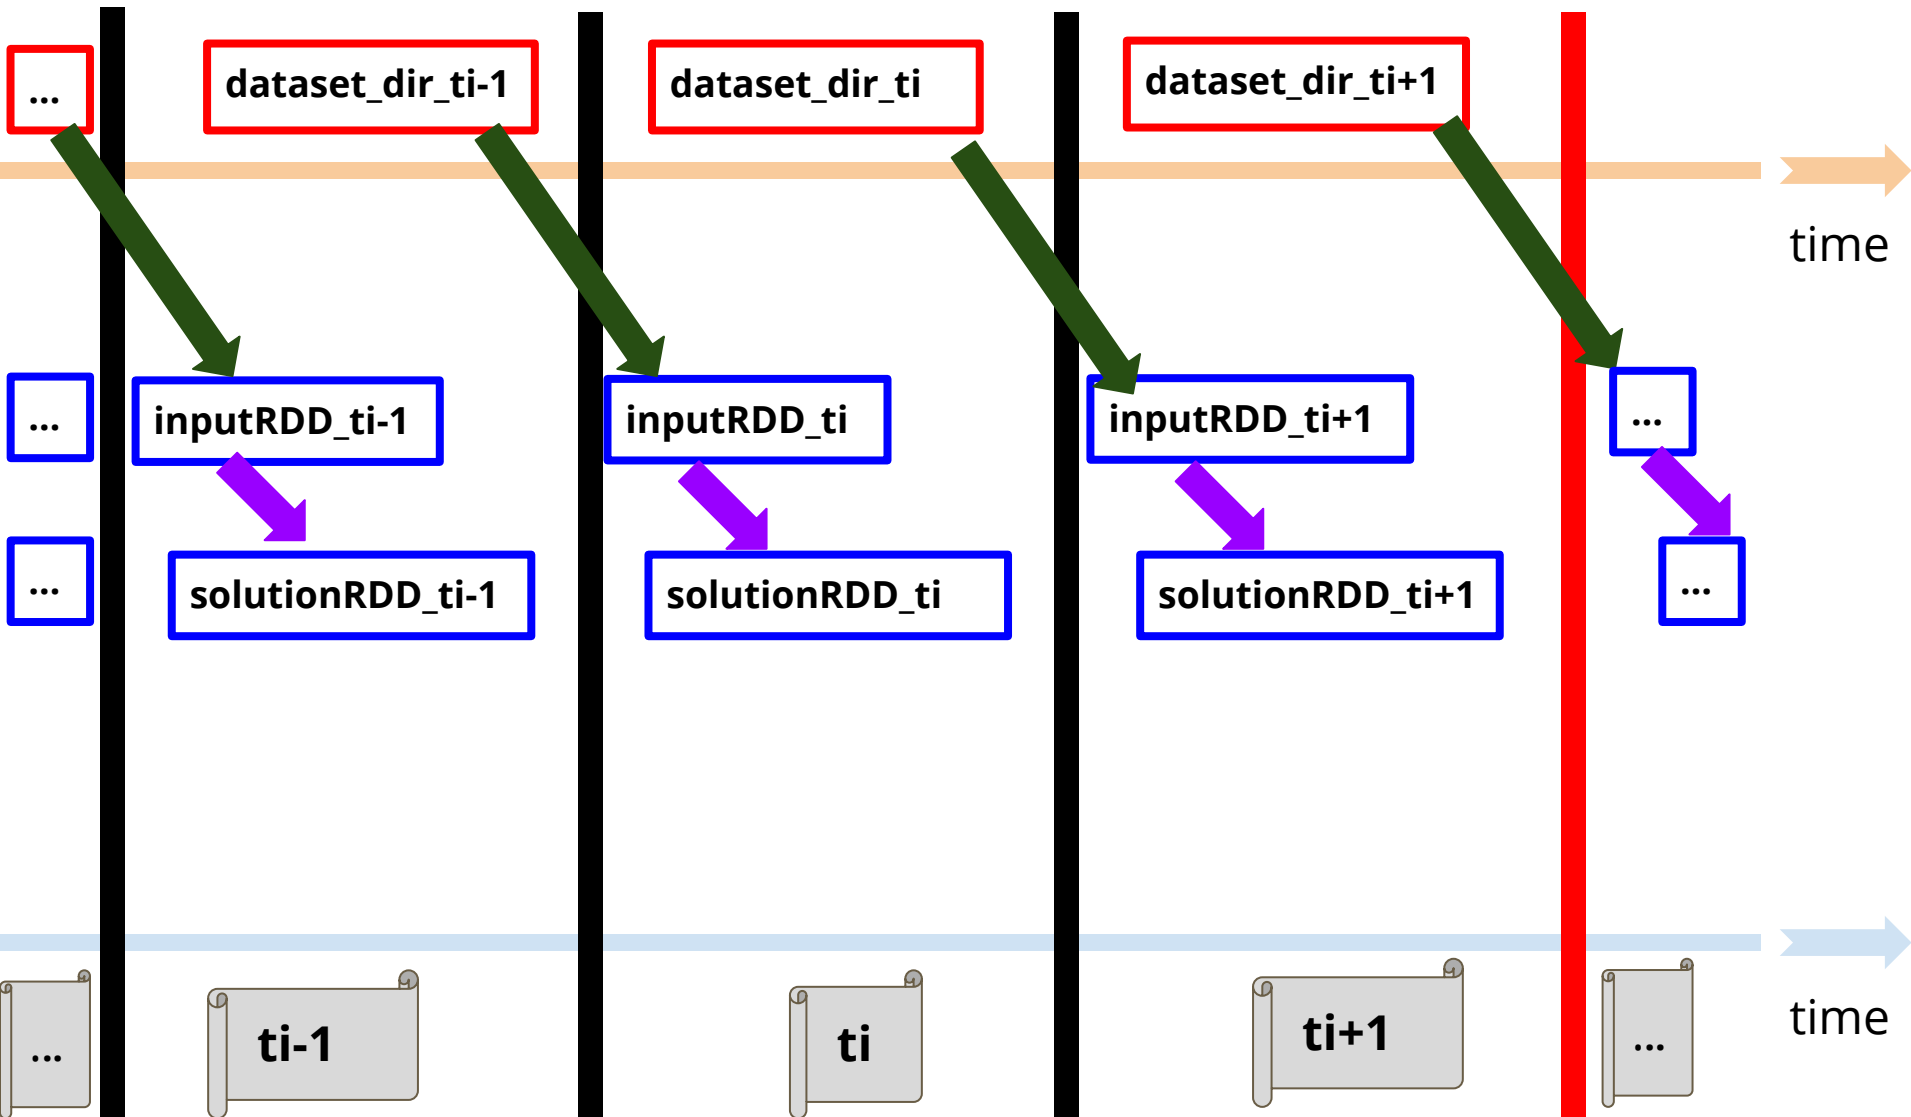 ...
dataset_dir_ti-1
dataset_dir_ti
dataset_dir_ti+1
time
...
inputRDD_ti-1
inputRDD_ti
inputRDD_ti+1
...
...
solutionRDD_ti-1
solutionRDD_ti
solutionRDD_ti+1
...
...
ti-1
ti
ti+1
...
time